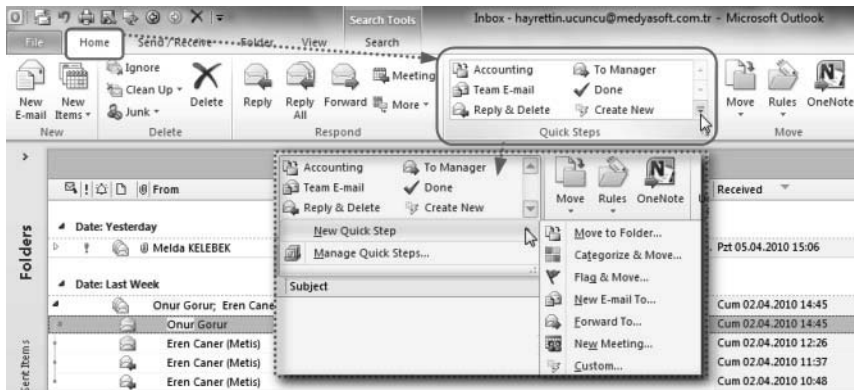 Search Tools
Inbox - hayrettin.ucuncu@medyasoft.com.tr - Microsoft Outlook
File Home Send / Receive Folder View Search
New E-mail
New Items
New
Ignore
Clean Up
Junk
Delete
Delete
Reply
Reply All
Forward
Meeting
More
Respond
Accounting To Manager
Team E-mail Done
Reply & Delete Create New
Quick Steps
Move Rules OneNote
Move
From
Received
Folders
Sent Items
Date: Yesterday
Melda KELEBEK Pzt 05.04.2010 15:06
Date: Last Week
Onur Gorur; Eren Cane Cum 02.04.2010 14:45
Onur Gorur Cum 02.04.2010 14:45
Eren Caner (Metis) Cum 02.04.2010 12:26
Eren Caner (Metis) Cum 02.04.2010 11:37
Eren Caner (Metis) Cum 02.04.2010 10:48
Accounting To Manager
Team E-mail Done
Reply & Delete Create New
New Quick Step
Manage Quick Steps...
Subject
Move Rules OneNote
Move to Folder...
Categorize & Move...
Flag & Move...
New E-mail To...
Forward To...
New Meeting...
Custom...